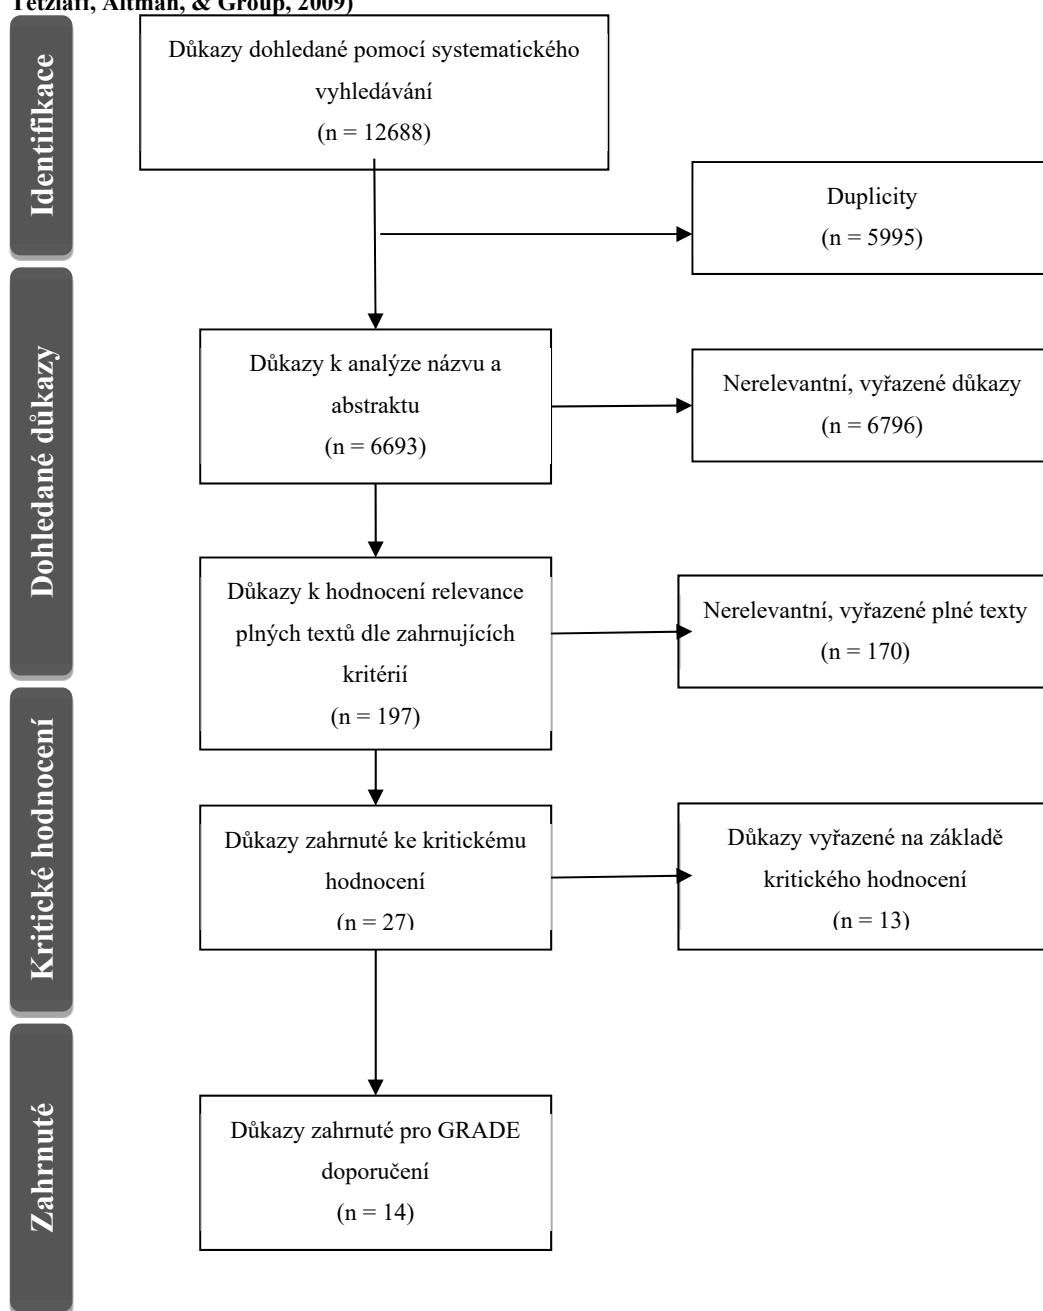 Tetzlaff, Altman, & Group, 2009)
Identifikace
Důkazy dohledané pomocí systematického
vyhledávání
(n = 12688)
Duplicity
(n = 5995)
Dohledané důkazy
Důkazy k analýze názvu a
abstraktu
(n = 6693)
Nerelevantní, vyřazené důkazy
(n = 6796)
Důkazy k hodnocení relevance
plných textů dle zahrnujících
kritérií
(n = 197)
Nerelevantní, vyřazené plné texty
(n = 170)
Kritické hodnocení
Důkazy zahrnuté ke kritickému
hodnocení
(n = 27)
Důkazy vyřazené na základě
kritického hodnocení
(n = 13)
Zahrnuté
Důkazy zahrnuté pro GRADE
doporučení
(n = 14)